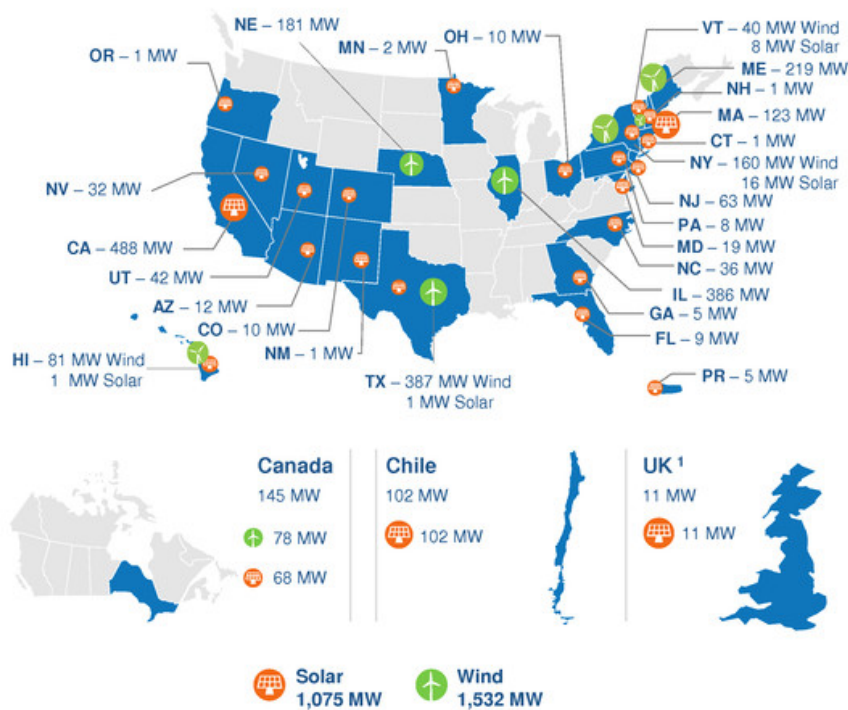 NE – 181 MW
MN – 2 MW
OH – 10 MW
VT – 40 MW Wind
8 MW Solar
OR – 1 MW
ME – 219 MW
NH – 1 MW
MA – 123 MW
CT – 1 MW
NY – 160 MW Wind
16 MW Solar
NV – 32 MW
NJ – 63 MW
PA – 8 MW
CA – 488 MW
MD – 19 MW
NC – 36 MW
UT – 42 MW
IL – 386 MW
AZ – 12 MW
GA – 5 MW
CO – 10 MW
FL – 9 MW
NM – 1 MW
HI – 81 MW Wind
1 MW Solar
TX – 387 MW Wind
1 MW Solar
PR – 5 MW
Canada
145 MW
78 MW
68 MW
Chile
102 MW
102 MW
UK 1
11 MW
11 MW
Solar
1,075 MW
Wind
1,532 MW